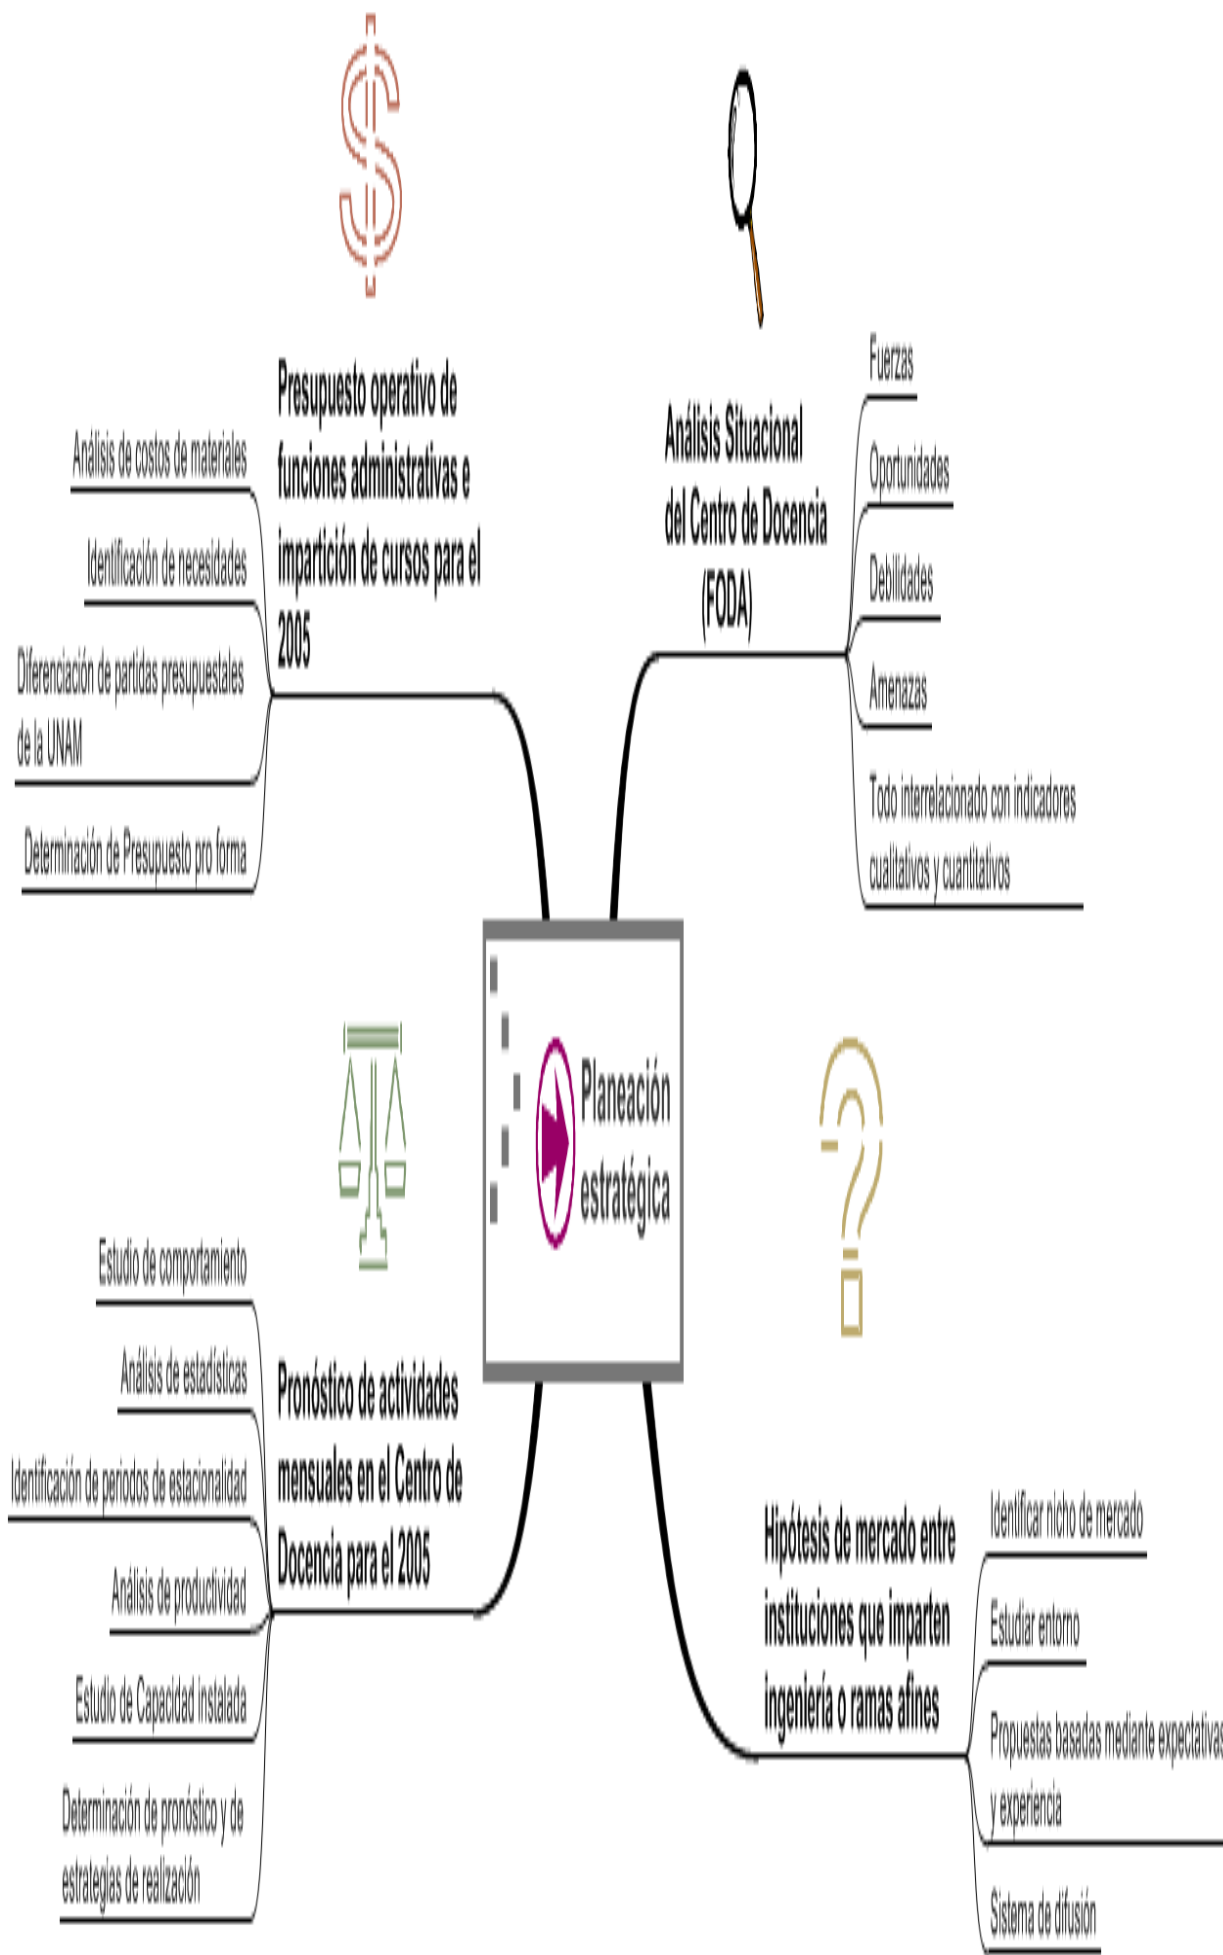 Presupuesto operativo de
funciones administrativas e
impartición de cursos para el
2005
Análisis de costos de materiales
Identificación de necesidades
Diferenciación de partidas presupuestales
de la UNAM
Determinación de Presupuesto pro forma
Análisis Situacional
del Centro de Docencia
(FODA)
Fuerzas
Oportunidades
Debilidades
Amenazas
Todo interrelacionado con indicadores
cualitativos y cuantitativos
Planeación
estratégica
Pronóstico de actividades
mensuales en el Centro de
Docencia para el 2005
Estudio de comportamiento
Análisis de estadísticas
Identificación de periodos de estacionalidad
Análisis de productividad
Estudio de Capacidad instalada
Determinación de pronóstico y de
estrategias de realización
Hipótesis de mercado entre
instituciones que imparten
ingeniería o ramas afines
Identificar nicho de mercado
Estudiar entorno
Propuestas basadas mediante expectativas
y experiencia
Sistema de difusión